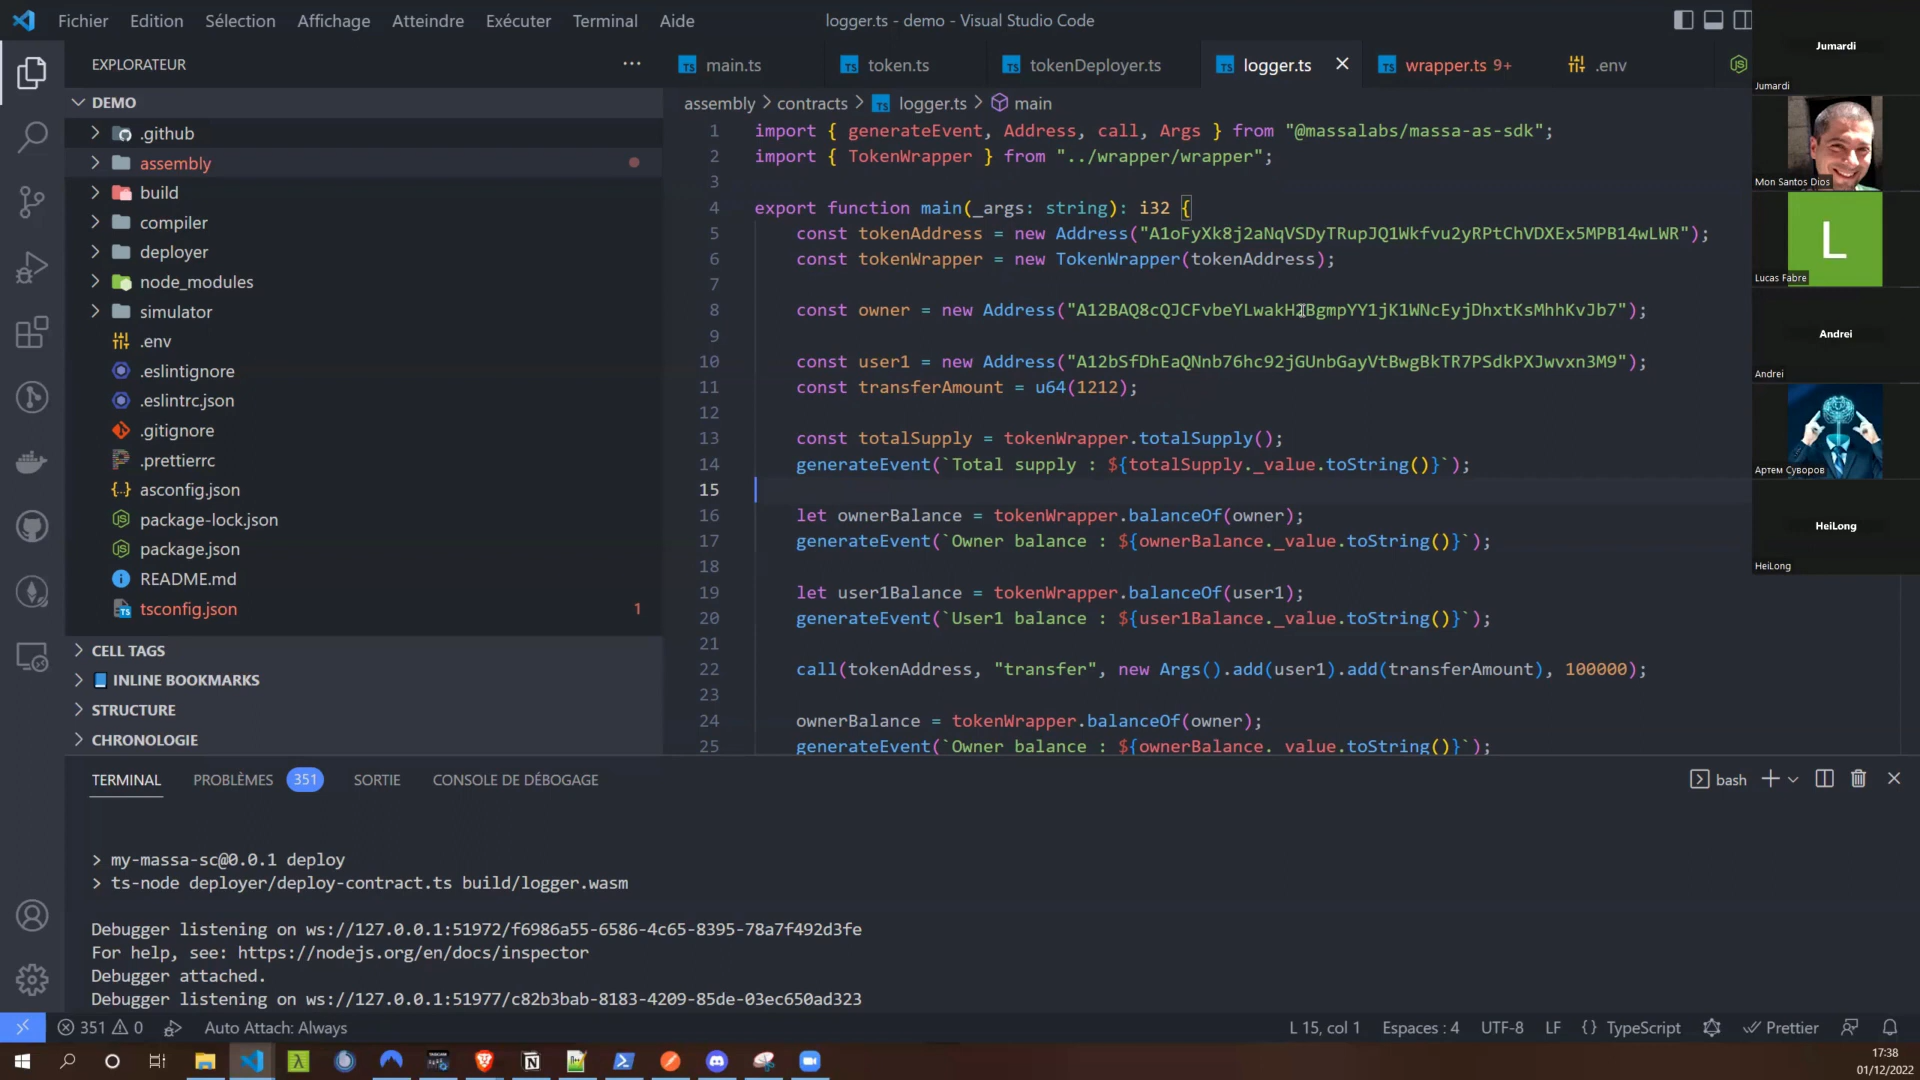 Fichier Edition Sélection Affichage Atteindre Exécuter Terminal Aide
logger.ts - demo - Visual Studio Code
EXPLORATEUR
DEMO
.github
assembly
build
compiler
deployer
node_modules
simulator
.env
.eslintignore
.eslintrc.json
.gitignore
.prettierrc
asconfig.json
package-lock.json
package.json
README.md
tsconfig.json 1
CELL TAGS
INLINE BOOKMARKS
STRUCTURE
CHRONOLOGIE
main.ts token.ts tokenDeployer.ts logger.ts wrapper.ts 9+ .env
assembly > contracts > logger.ts > main
1 import { generateEvent, Address, call, Args } from "@massalabs/massa-as-sdk";
2 import { TokenWrapper } from "../wrapper/wrapper";
3
4 export function main(_args: string): i32 {
5 const tokenAddress = new Address("A1oFyXk8j2aNqVSDyTRupJQ1Wkfvu2yRPtChVDXEx5MPB14wLWR");
6 const tokenWrapper = new TokenWrapper(tokenAddress);
7
8 const owner = new Address("A12BAQ8cQJCFvbeYLwakH2BgmpYY1jK1WNcEyjDhxtKsMhhKvJb7");
9
10 const user1 = new Address("A12bSfDhEaQNnb76hc92jGUnbGayVtBwgBkTR7PSdkPXJwvxn3M9");
11 const transferAmount = u64(1212);
12
13 const totalSupply = tokenWrapper.totalSupply();
14 generateEvent(`Total supply : ${totalSupply._value.toString()}`);
15
16 let ownerBalance = tokenWrapper.balanceOf(owner);
17 generateEvent(`Owner balance : ${ownerBalance._value.toString()}`);
18
19 let user1Balance = tokenWrapper.balanceOf(user1);
20 generateEvent(`User1 balance : ${user1Balance._value.toString()}`);
21
22 call(tokenAddress, "transfer", new Args().add(user1).add(transferAmount), 100000);
23
24 ownerBalance = tokenWrapper.balanceOf(owner);
25 generateEvent(`Owner balance : ${ownerBalance._value.toString()}`);
Jumardi
Jumardi
Mon Santos Dios
L
Lucas Fabre
Andrei
Andrei
Артем Суворов
HeiLong
HeiLong
TERMINAL PROBLÈMES 351 SORTIE CONSOLE DE DÉBOGAGE
bash
> my-massa-sc@0.0.1 deploy
> ts-node deployer/deploy-contract.ts build/logger.wasm
Debugger listening on ws://127.0.0.1:51972/f6986a55-6586-4c65-8395-78a7f492d3fe
For help, see: https://nodejs.org/en/docs/inspector
Debugger attached.
Debugger listening on ws://127.0.0.1:51977/c82b3bab-8183-4209-85de-03ec650ad323
351 0 Auto Attach: Always
L 15, col 1 Espaces : 4 UTF-8 LF {} TypeScript Prettier
17:38
01/12/2022